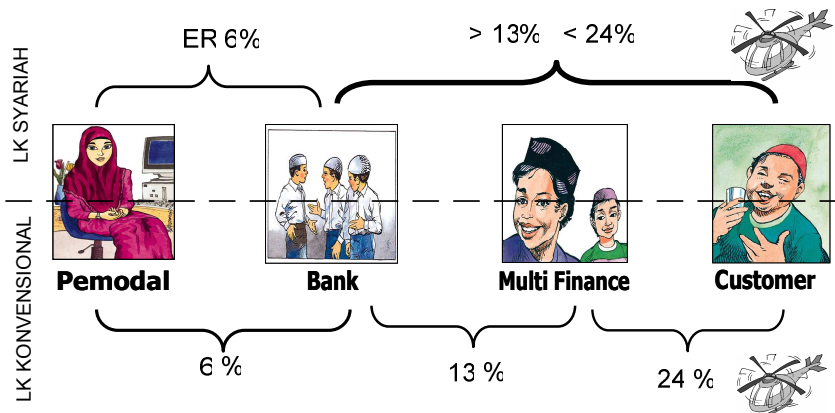 LK SYARIAH
ER 6%
> 13%   < 24%
Pemodal
Bank
Multi Finance
Customer
LK KONVENSIONAL
6 %
13 %
24 %